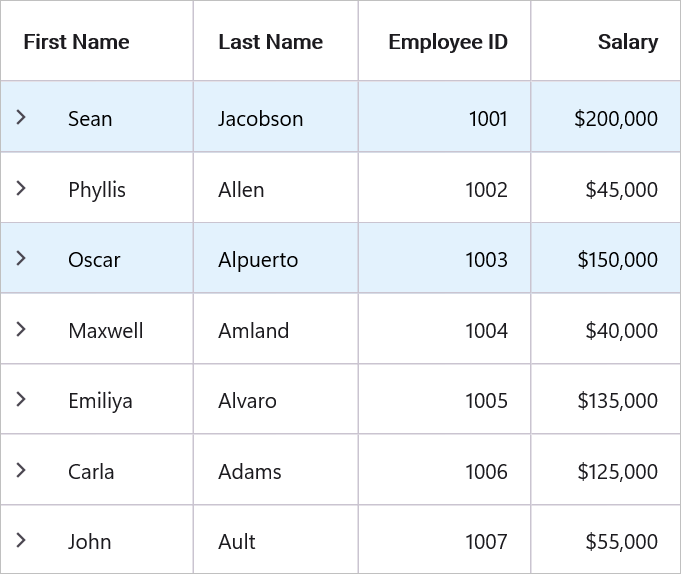 First Name Last Name Employee ID Salary
Sean Jacobson 1001 $200,000
Phyllis Allen 1002 $45,000
Oscar Alpuerto 1003 $150,000
Maxwell Amland 1004 $40,000
Emiliya Alvaro 1005 $135,000
Carla Adams 1006 $125,000
John Ault 1007 $55,000